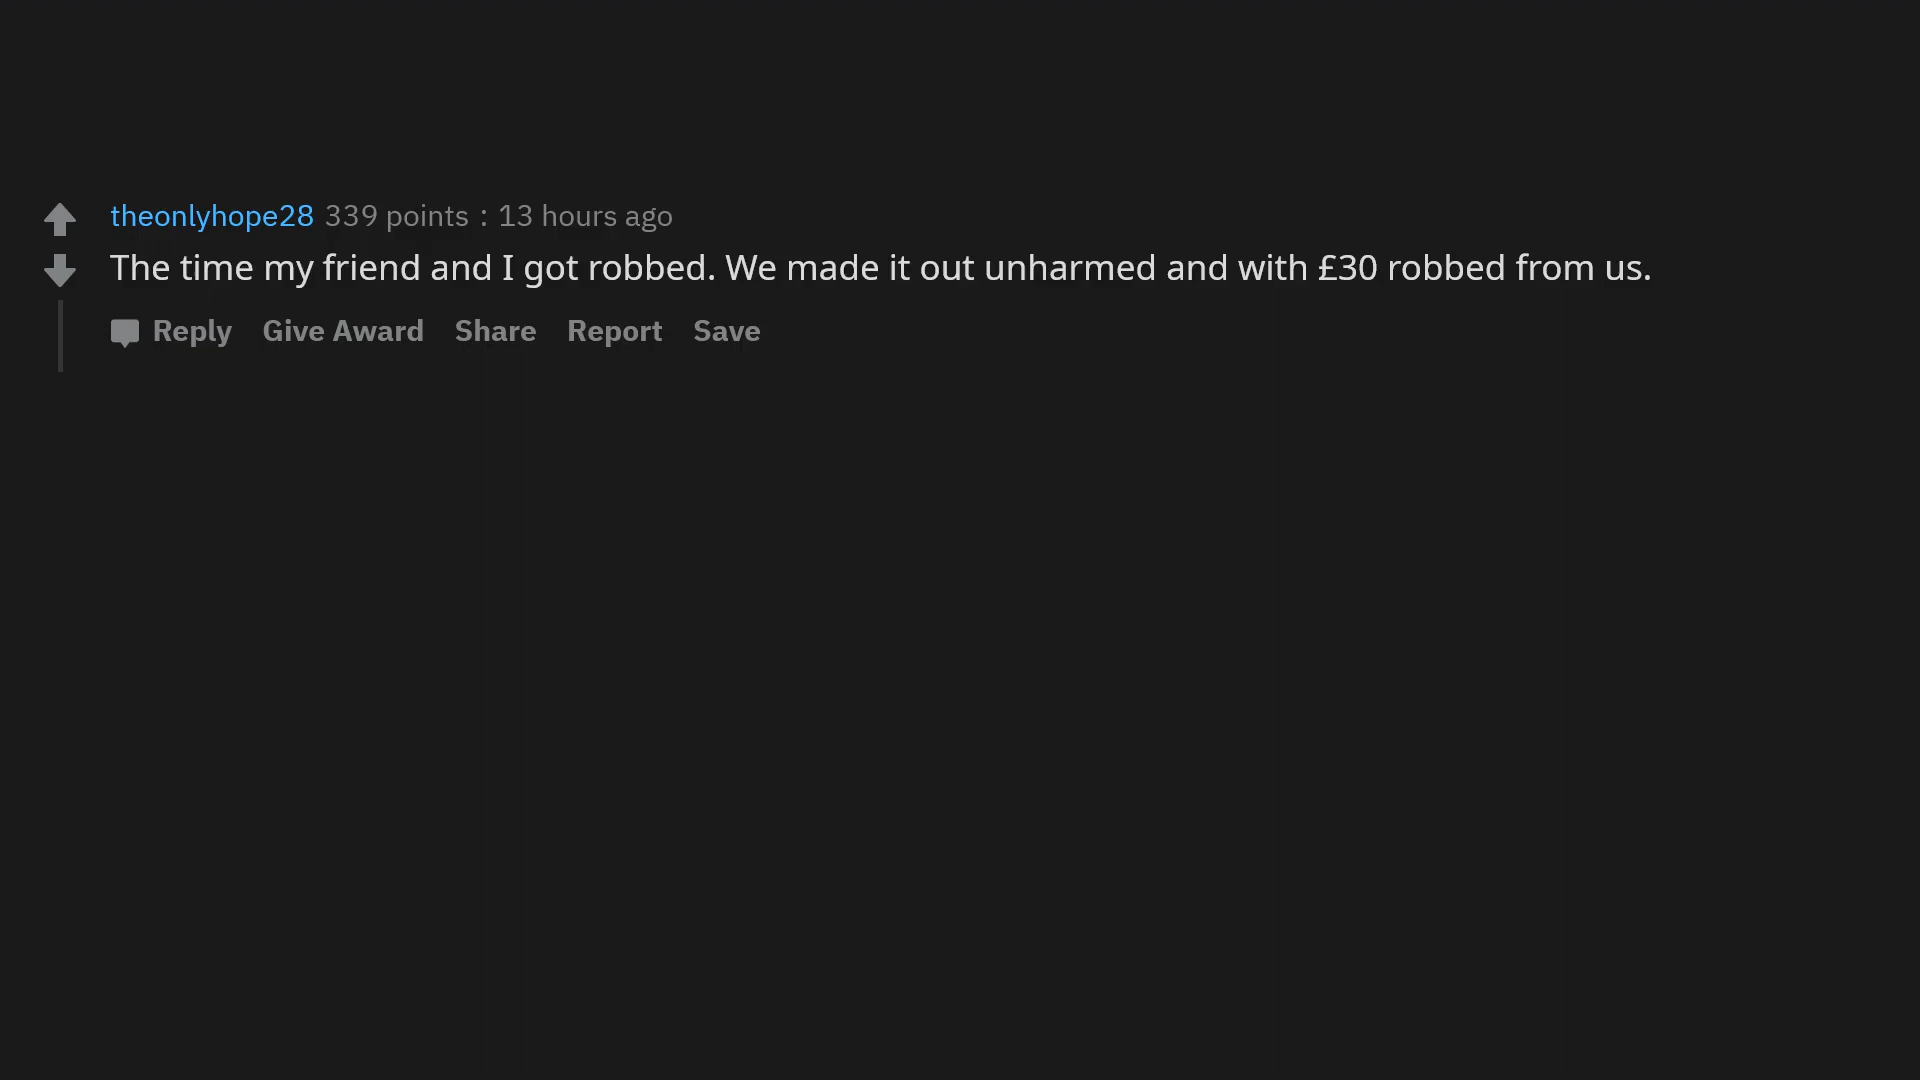 theonlyhope28 339 points : 13 hours ago
The time my friend and I got robbed. We made it out unharmed and with £30 robbed from us.
Reply Give Award Share Report Save